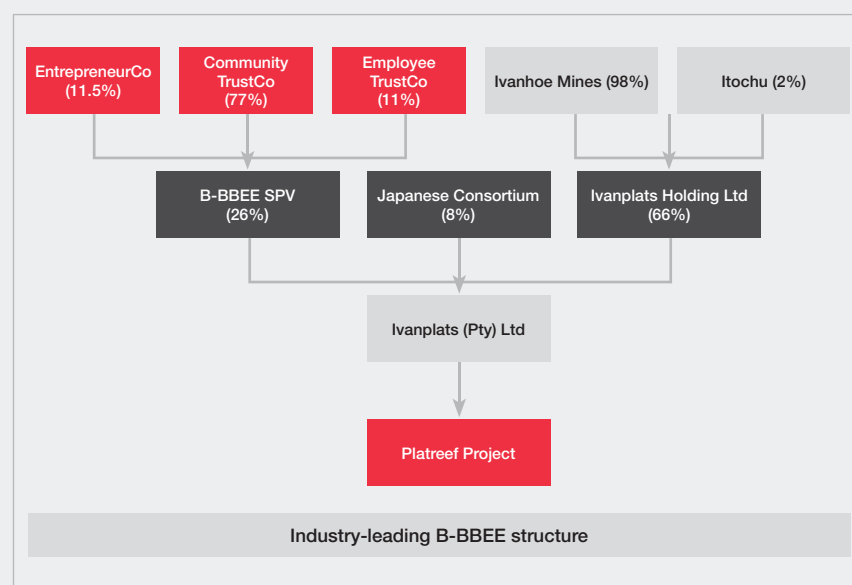 EntrepreneurCo
(11.5%)
Community
TrustCo
(77%)
Employee
TrustCo
(11%)
Ivanhoe Mines (98%)
Itochu (2%)
B-BBEE SPV
(26%)
Japanese Consortium
(8%)
Ivanplats Holding Ltd
(66%)
Ivanplats (Pty) Ltd
Platreef Project
Industry-leading B-BBEE structure